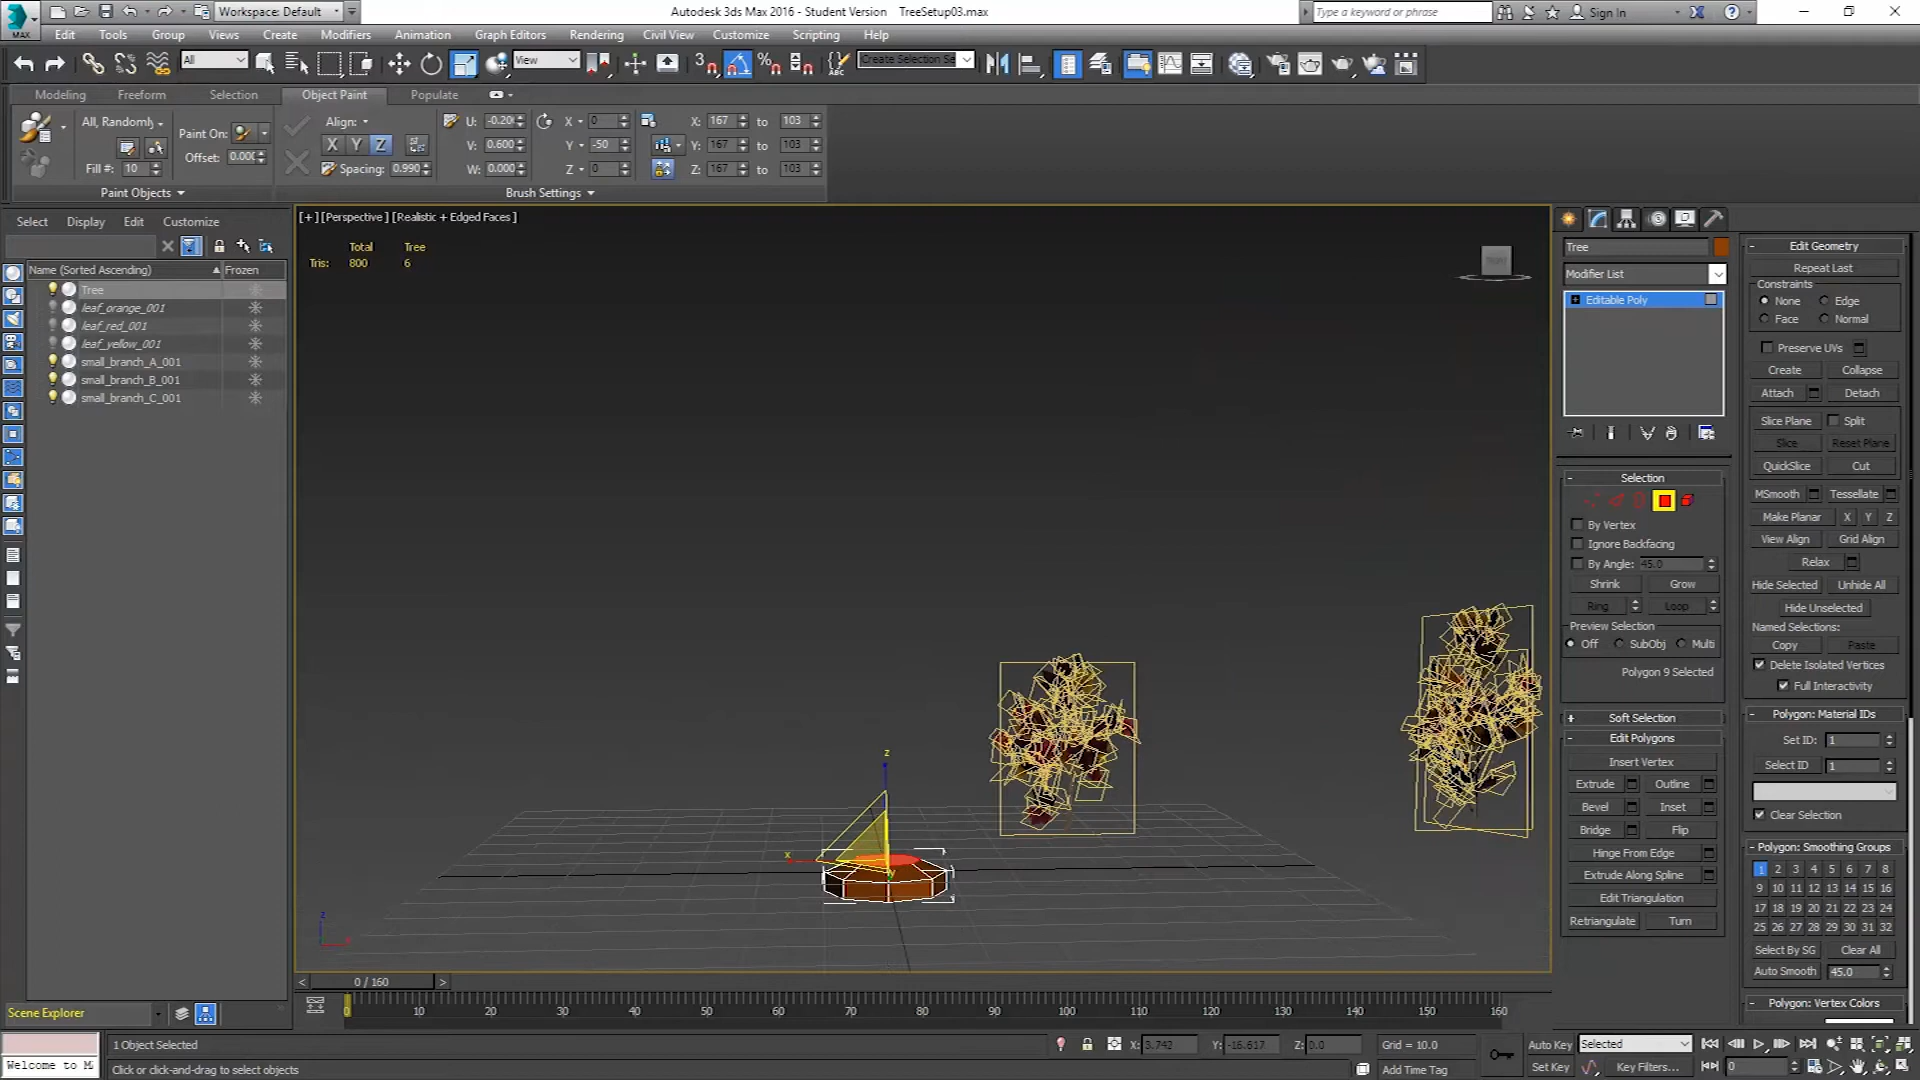 Workspace: Default
Autodesk 3ds Max 2016 - Student Version TreeSetup03.max
Type a keyword or phrase
Sign In
MAX
Edit Tools Group Views Create Modifiers Animation Graph Editors Rendering Civil View Customize Scripting Help
All
View
Create Selection Se
Modeling Freeform Selection Object Paint Populate
All, Randomly
Paint On:
Offset: 0.000
Fill #: 10
Align:
X Y Z
Spacing: 0.990
U: -0.200
V: 0.600
W: 0.000
X 0
Y -50
Z 0
X: 167 to 103
Y: 167 to 103
Z: 167 to 103
Paint Objects
Brush Settings
Select Display Edit Customize
Name (Sorted Ascending) Frozen
Tree
leaf_orange_001
leaf_red_001
leaf_yellow_001
small_branch_A_001
small_branch_B_001
small_branch_C_001
Scene Explorer
[+] [Perspective] [Realistic + Edged Faces]
Total Tree
Tris: 800 6
z
x
y
z
Tree
Modifier List
Editable Poly
Selection
By Vertex
Ignore Backfacing
By Angle: 45.0
Shrink Grow
Ring Loop
Preview Selection
Off SubObj Multi
Polygon 9 Selected
Soft Selection
Edit Polygons
Insert Vertex
Extrude Outline
Bevel Inset
Bridge Flip
Hinge From Edge
Extrude Along Spline
Edit Triangulation
Retriangulate Turn
Edit Geometry
Repeat Last
Constraints
None Edge
Face Normal
Preserve UVs
Create Collapse
Attach Detach
Slice Plane Split
Slice Reset Plane
QuickSlice Cut
MSmooth Tessellate
Make Planar X Y Z
View Align Grid Align
Relax
Hide Selected Unhide All
Hide Unselected
Named Selections:
Copy Paste
Delete Isolated Vertices
Full Interactivity
Polygon: Material IDs
Set ID: 1
Select ID 1
Clear Selection
Polygon: Smoothing Groups
1 2 3 4 5 6 7 8
9 10 11 12 13 14 15 16
17 18 19 20 21 22 23 24
25 26 27 28 29 30 31 32
Select By SG Clear All
Auto Smooth 45.0
Polygon: Vertex Colors
0 / 160
10 20 30 40 50 60 70 80 90 100 110 120 130 140 150 160
1 Object Selected
X: 3.742 Y: -16.617 Z: 0.0 Grid = 10.0
Auto Key Selected
Welcome to M
Click or click-and-drag to select objects
Add Time Tag
Set Key Key Filters...
0